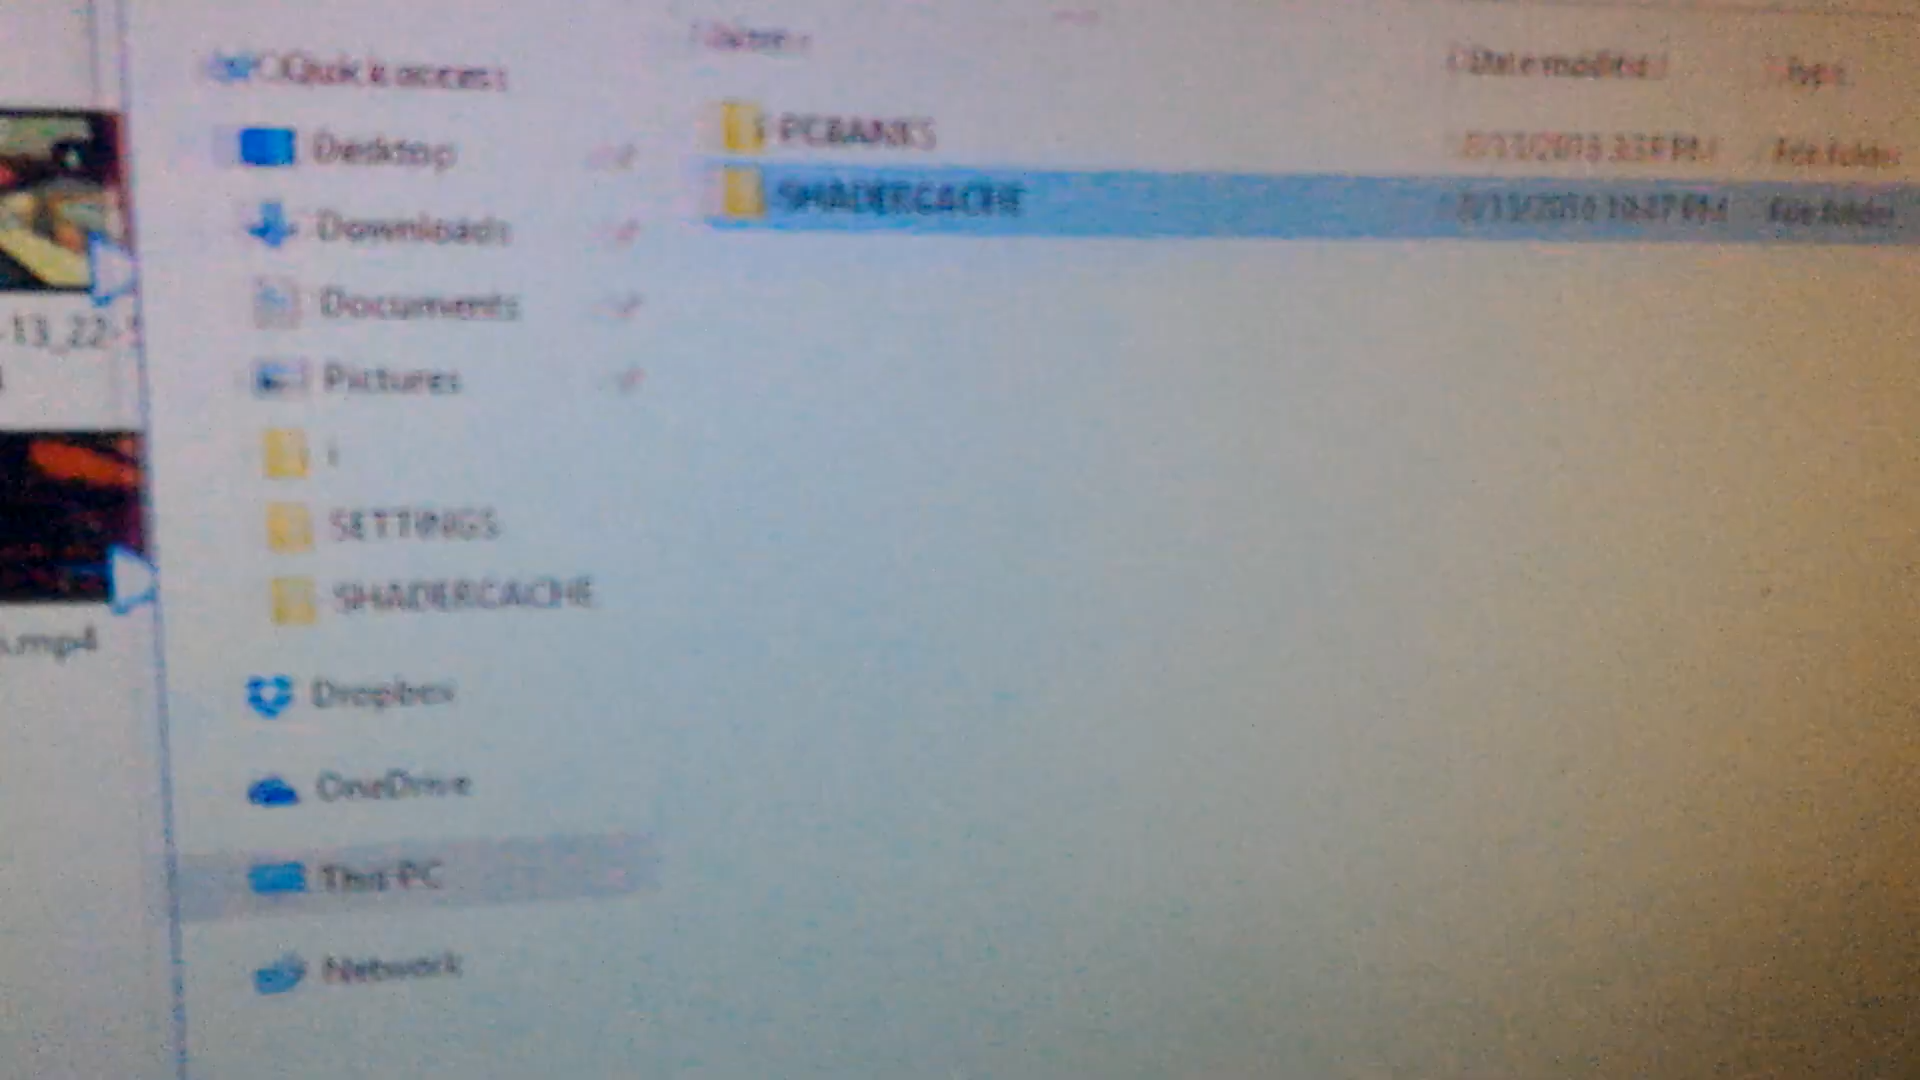 Quick access
Name
Date modified
Type
Desktop
PCBANKS
File folder
SHADERCACHE
File folder
Downloads
Documents
-13_22-
Pictures
SETTINGS
SHADERCACHE
.mp4
Dropbox
OneDrive
This PC
Network